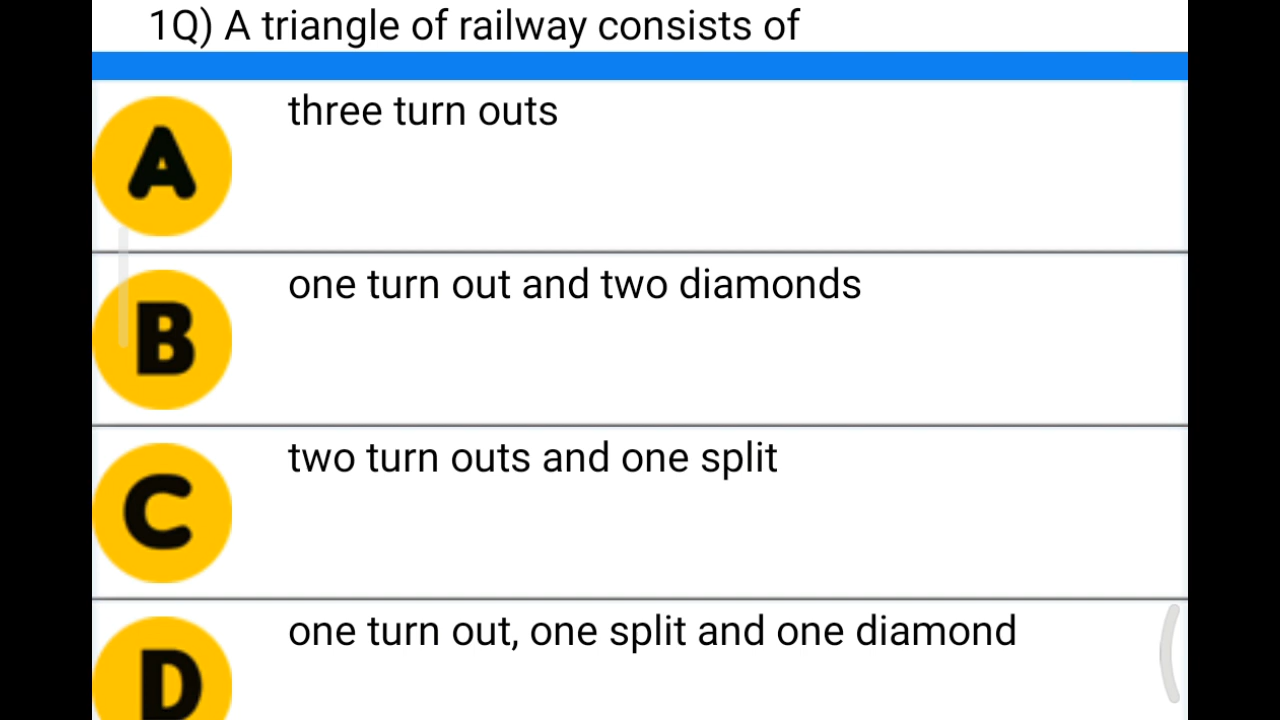 1Q) A triangle of railway consists of
A three turn outs
B one turn out and two diamonds
C two turn outs and one split
D one turn out, one split and one diamond